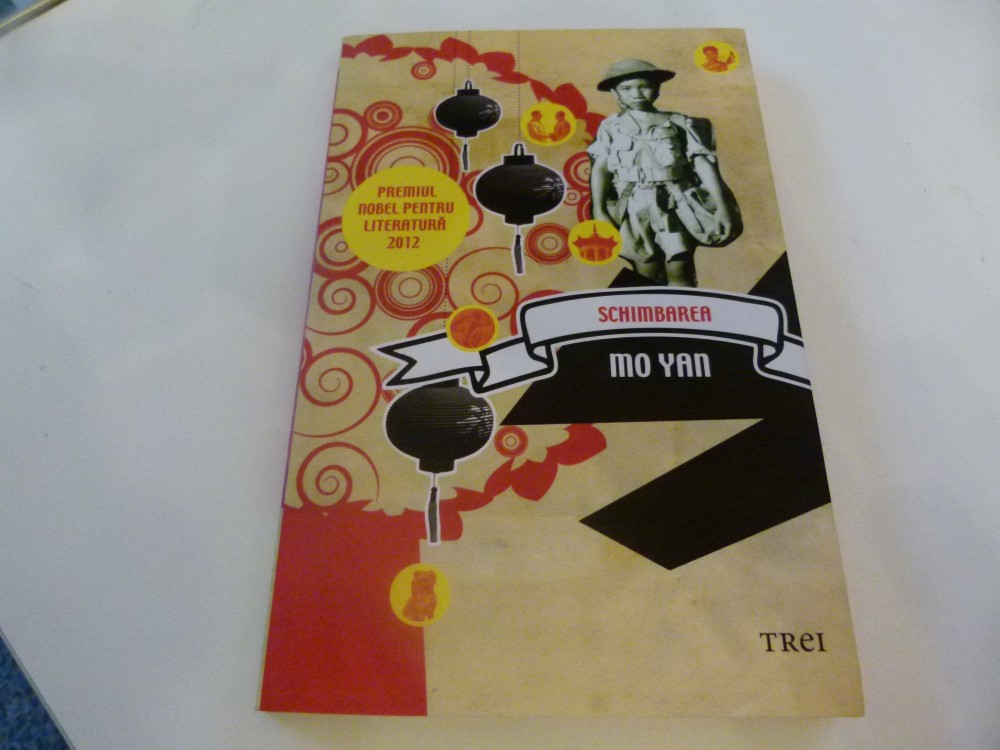 PREMIUL
NOBEL PENTRU
LITERATURĂ
2012
SCHIMBAREA
MO YAN
TREI